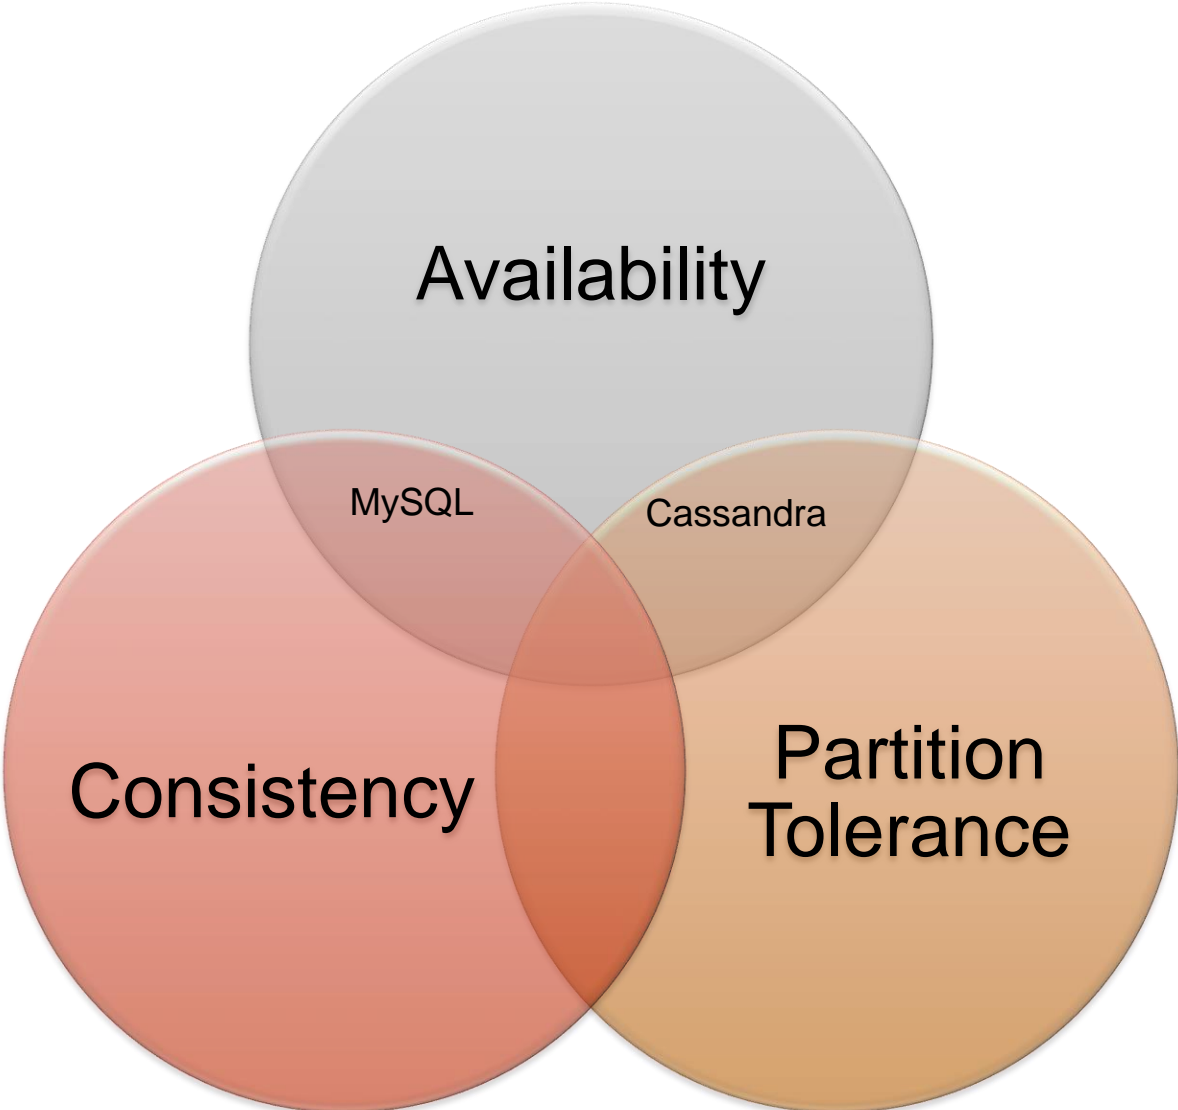 Availability
MySQL
Cassandra
Consistency
Partition
Tolerance